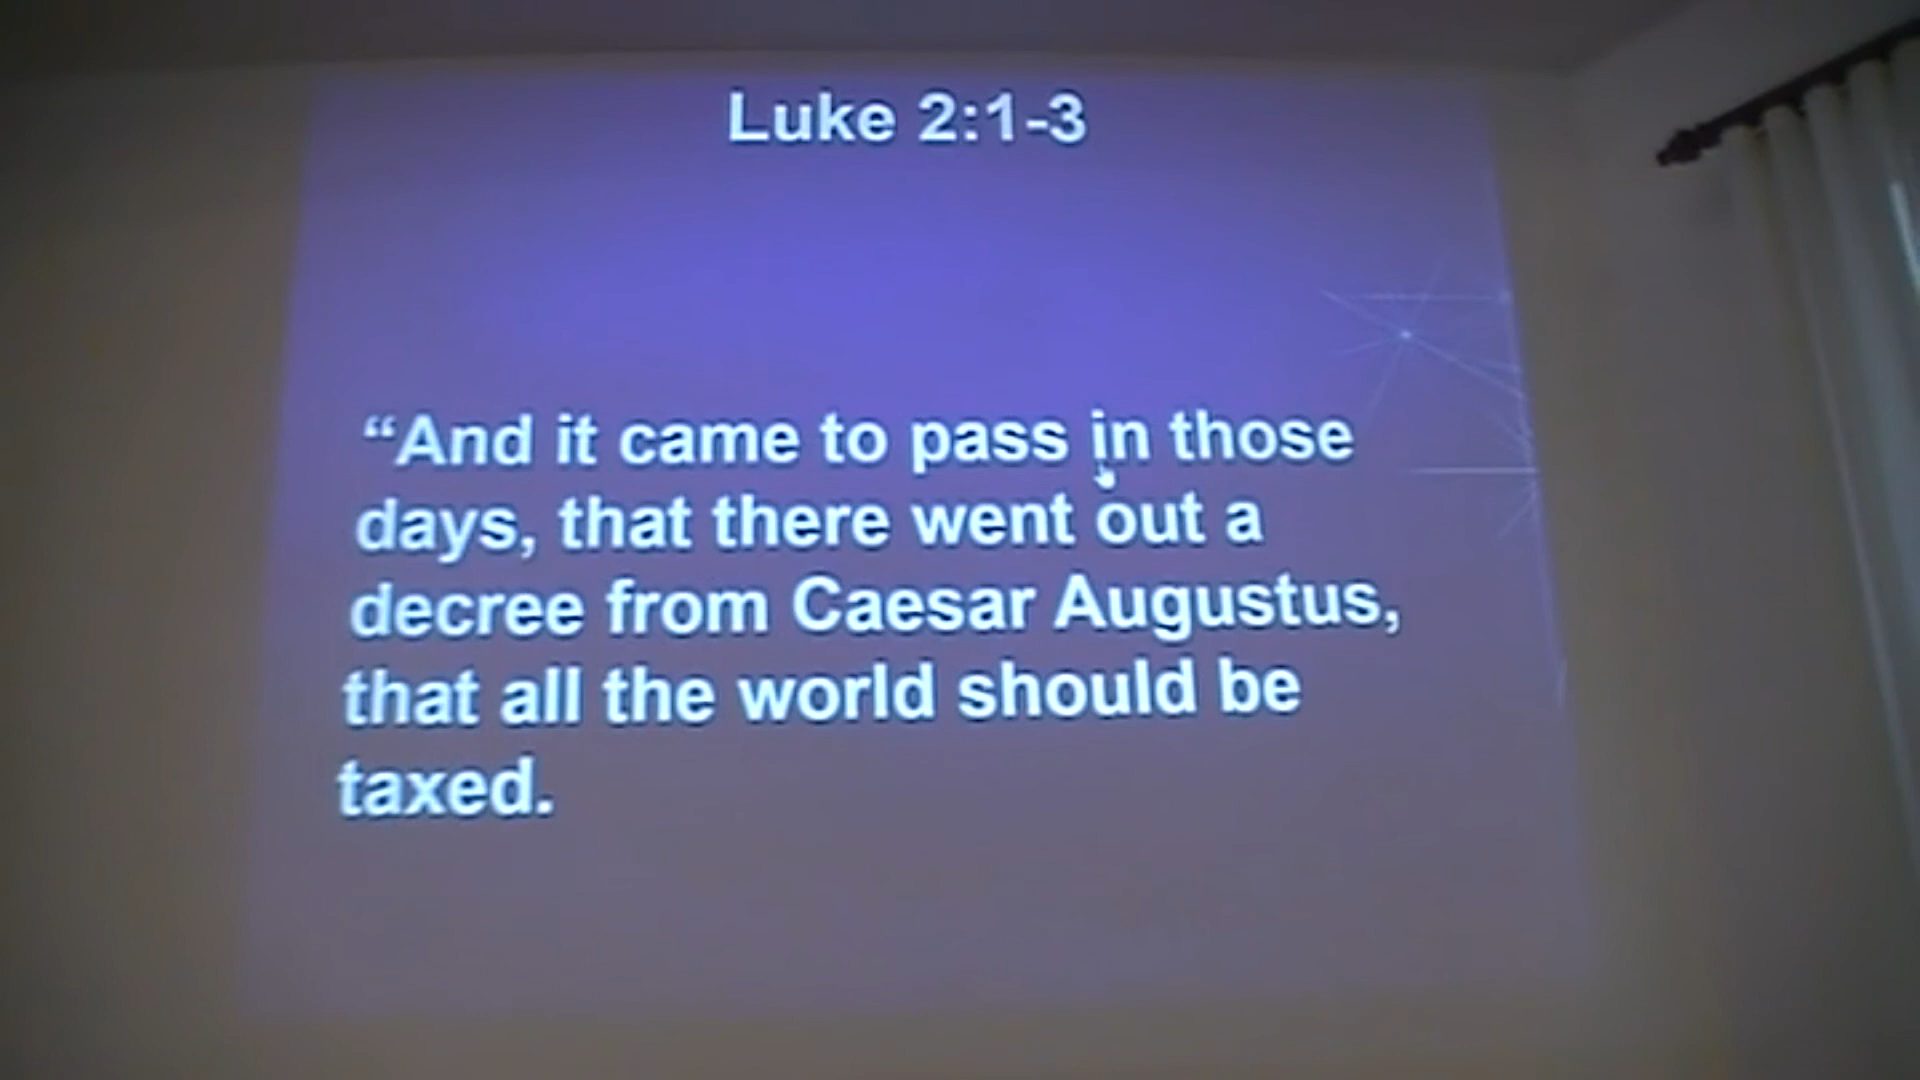 Luke 2:1-3
“And it came to pass in those
days, that there went out a
decree from Caesar Augustus,
that all the world should be
taxed.